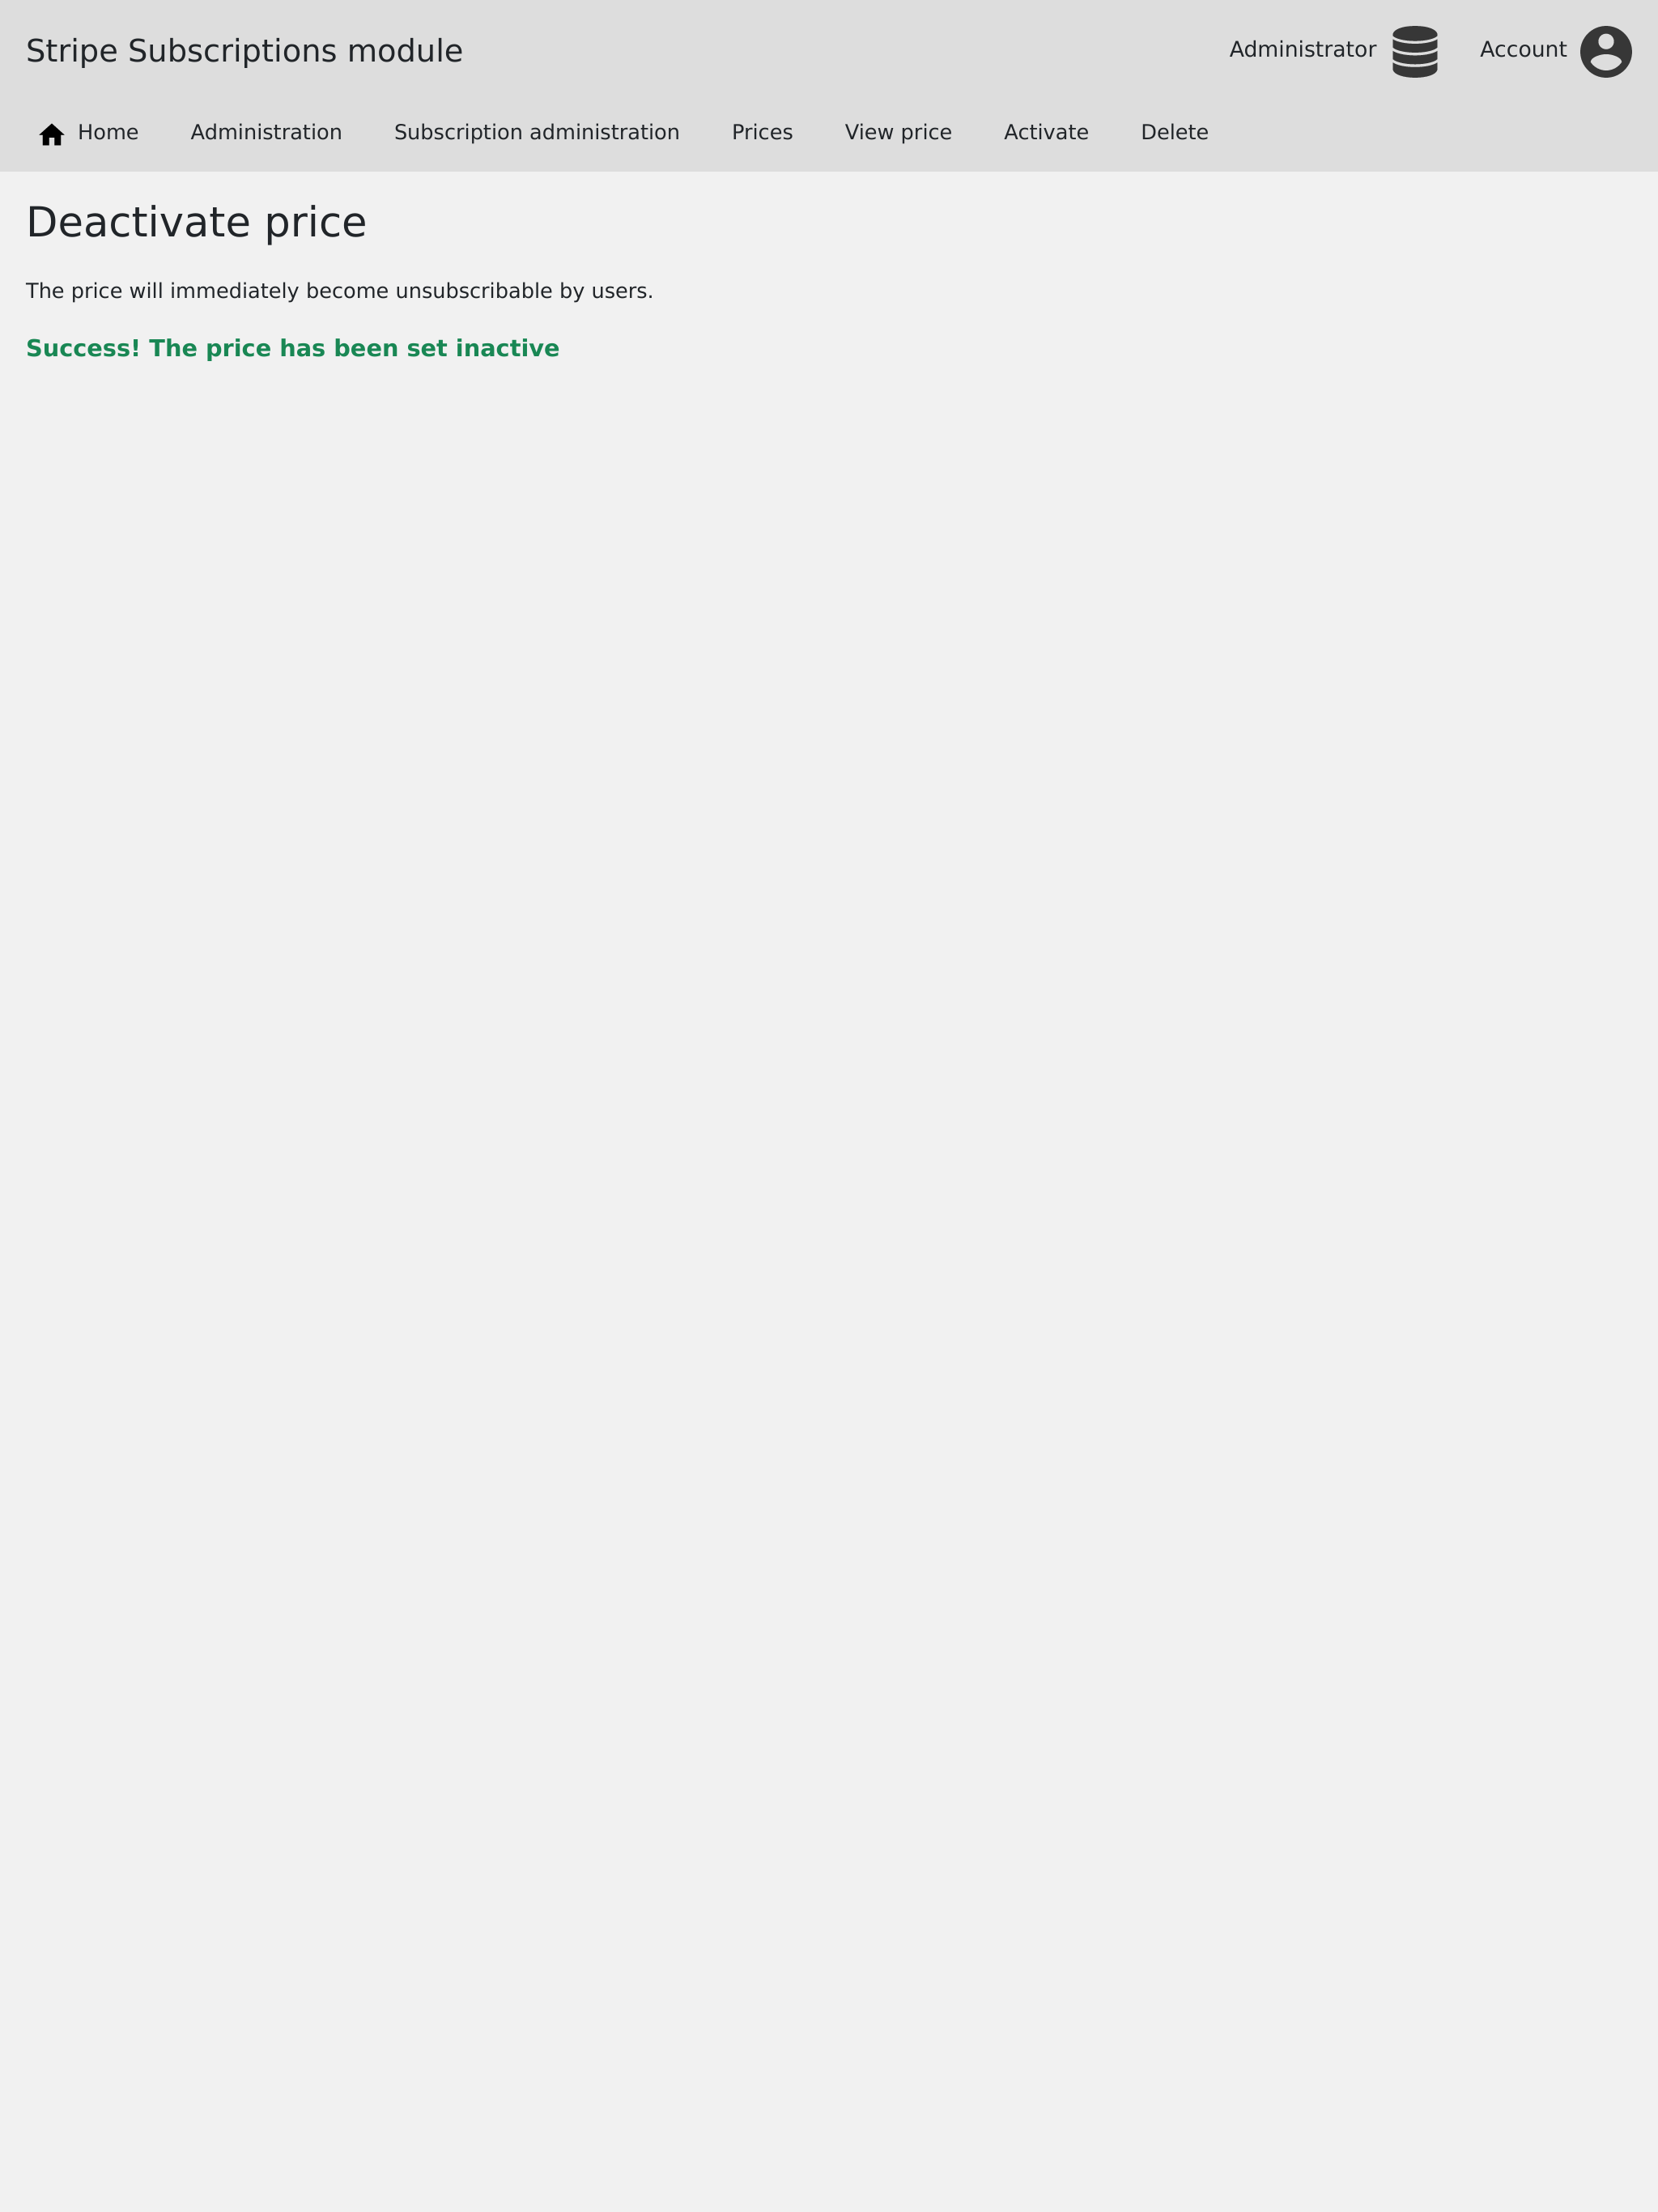 Stripe Subscriptions module
Administrator
Account
Home
Administration
Subscription administration
Prices
View price
Activate
Delete
Deactivate price
The price will immediately become unsubscribable by users.
Success! The price has been set inactive